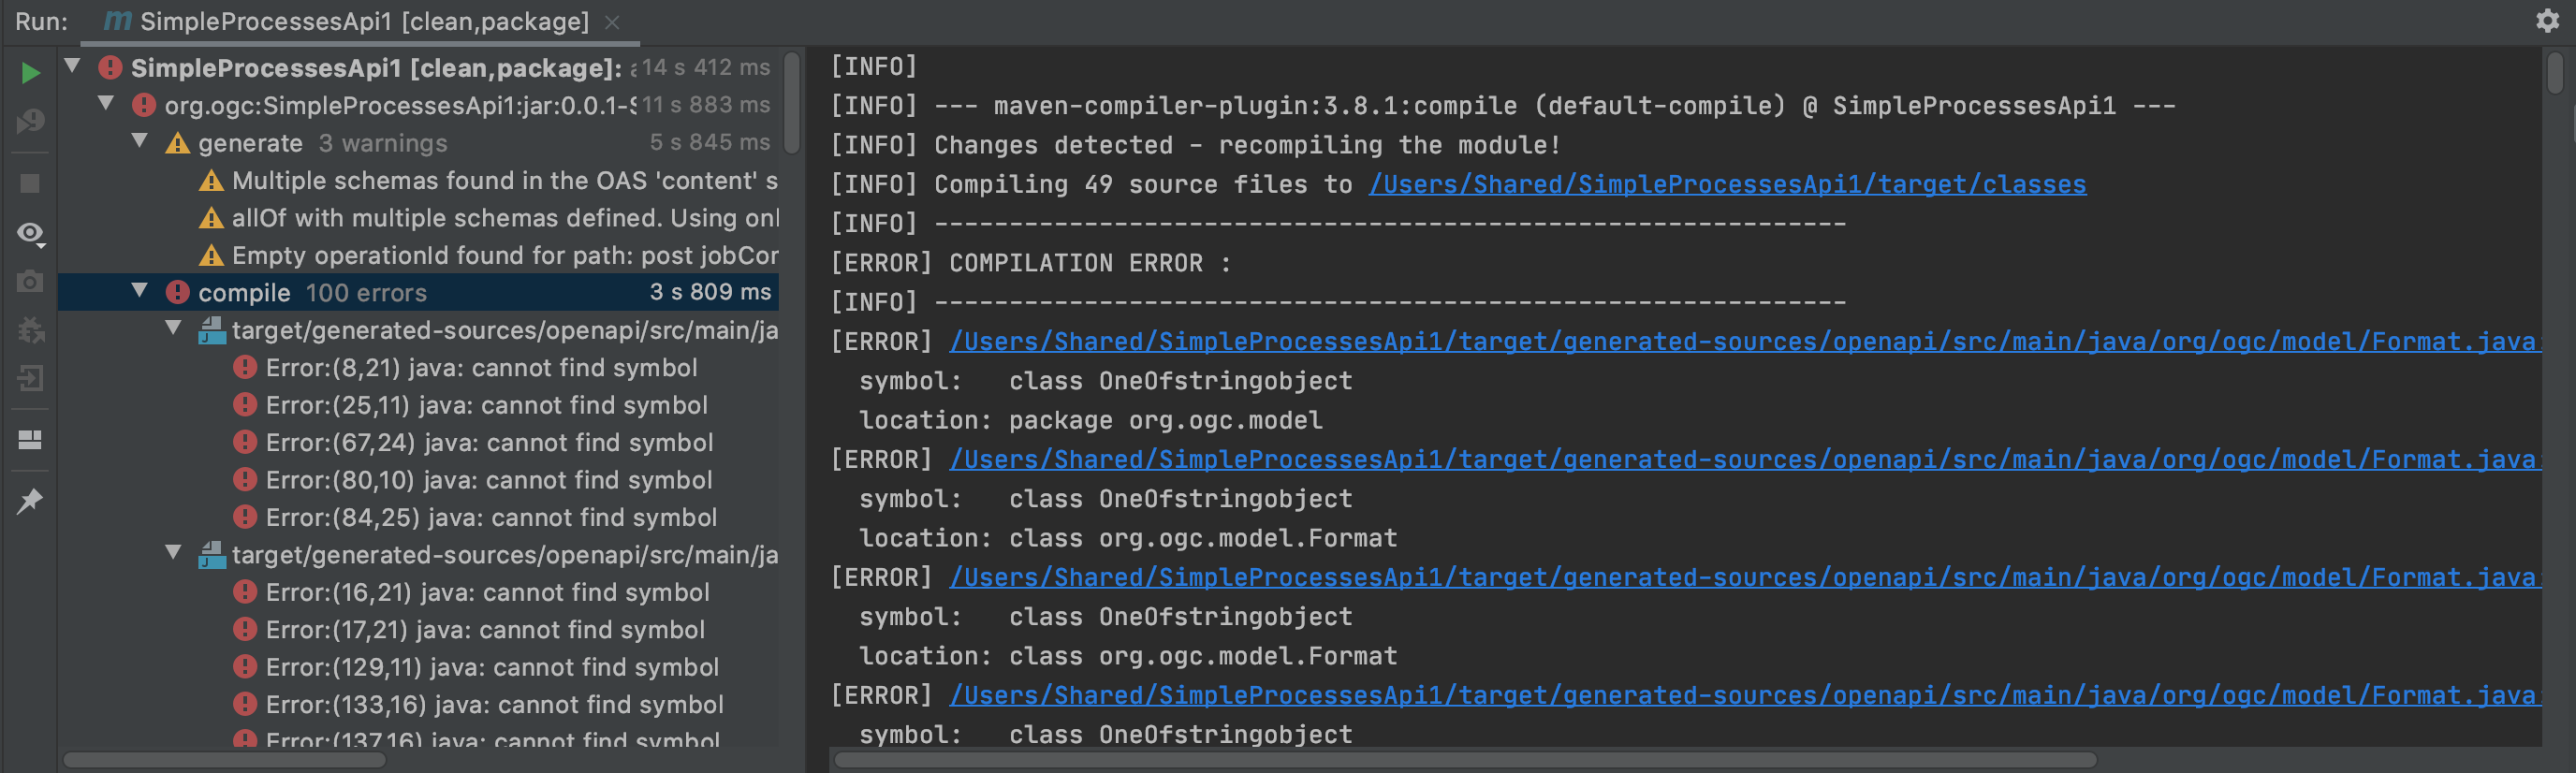 Run: m SimpleProcessesApi1 [clean,package] ×
SimpleProcessesApi1 [clean,package]: 14 s 412 ms
org.ogc:SimpleProcessesApi1:jar:0.0.1-S 11 s 883 ms
generate 3 warnings 5 s 845 ms
Multiple schemas found in the OAS 'content' s
allOf with multiple schemas defined. Using onl
Empty operationId found for path: post jobCor
compile 100 errors 3 s 809 ms
target/generated-sources/openapi/src/main/ja
Error:(8,21) java: cannot find symbol
Error:(25,11) java: cannot find symbol
Error:(67,24) java: cannot find symbol
Error:(80,10) java: cannot find symbol
Error:(84,25) java: cannot find symbol
target/generated-sources/openapi/src/main/ja
Error:(16,21) java: cannot find symbol
Error:(17,21) java: cannot find symbol
Error:(129,11) java: cannot find symbol
Error:(133,16) java: cannot find symbol
Error:(137,16) java: cannot find symbol
[INFO]
[INFO] --- maven-compiler-plugin:3.8.1:compile (default-compile) @ SimpleProcessesApi1 ---
[INFO] Changes detected - recompiling the module!
[INFO] Compiling 49 source files to /Users/Shared/SimpleProcessesApi1/target/classes
[INFO] -------------------------------------------------------------
[ERROR] COMPILATION ERROR :
[INFO] -------------------------------------------------------------
[ERROR] /Users/Shared/SimpleProcessesApi1/target/generated-sources/openapi/src/main/java/org/ogc/model/Format.java:
symbol: class OneOfstringobject
location: package org.ogc.model
[ERROR] /Users/Shared/SimpleProcessesApi1/target/generated-sources/openapi/src/main/java/org/ogc/model/Format.java:
symbol: class OneOfstringobject
location: class org.ogc.model.Format
[ERROR] /Users/Shared/SimpleProcessesApi1/target/generated-sources/openapi/src/main/java/org/ogc/model/Format.java:
symbol: class OneOfstringobject
location: class org.ogc.model.Format
[ERROR] /Users/Shared/SimpleProcessesApi1/target/generated-sources/openapi/src/main/java/org/ogc/model/Format.java:
symbol: class OneOfstringobject